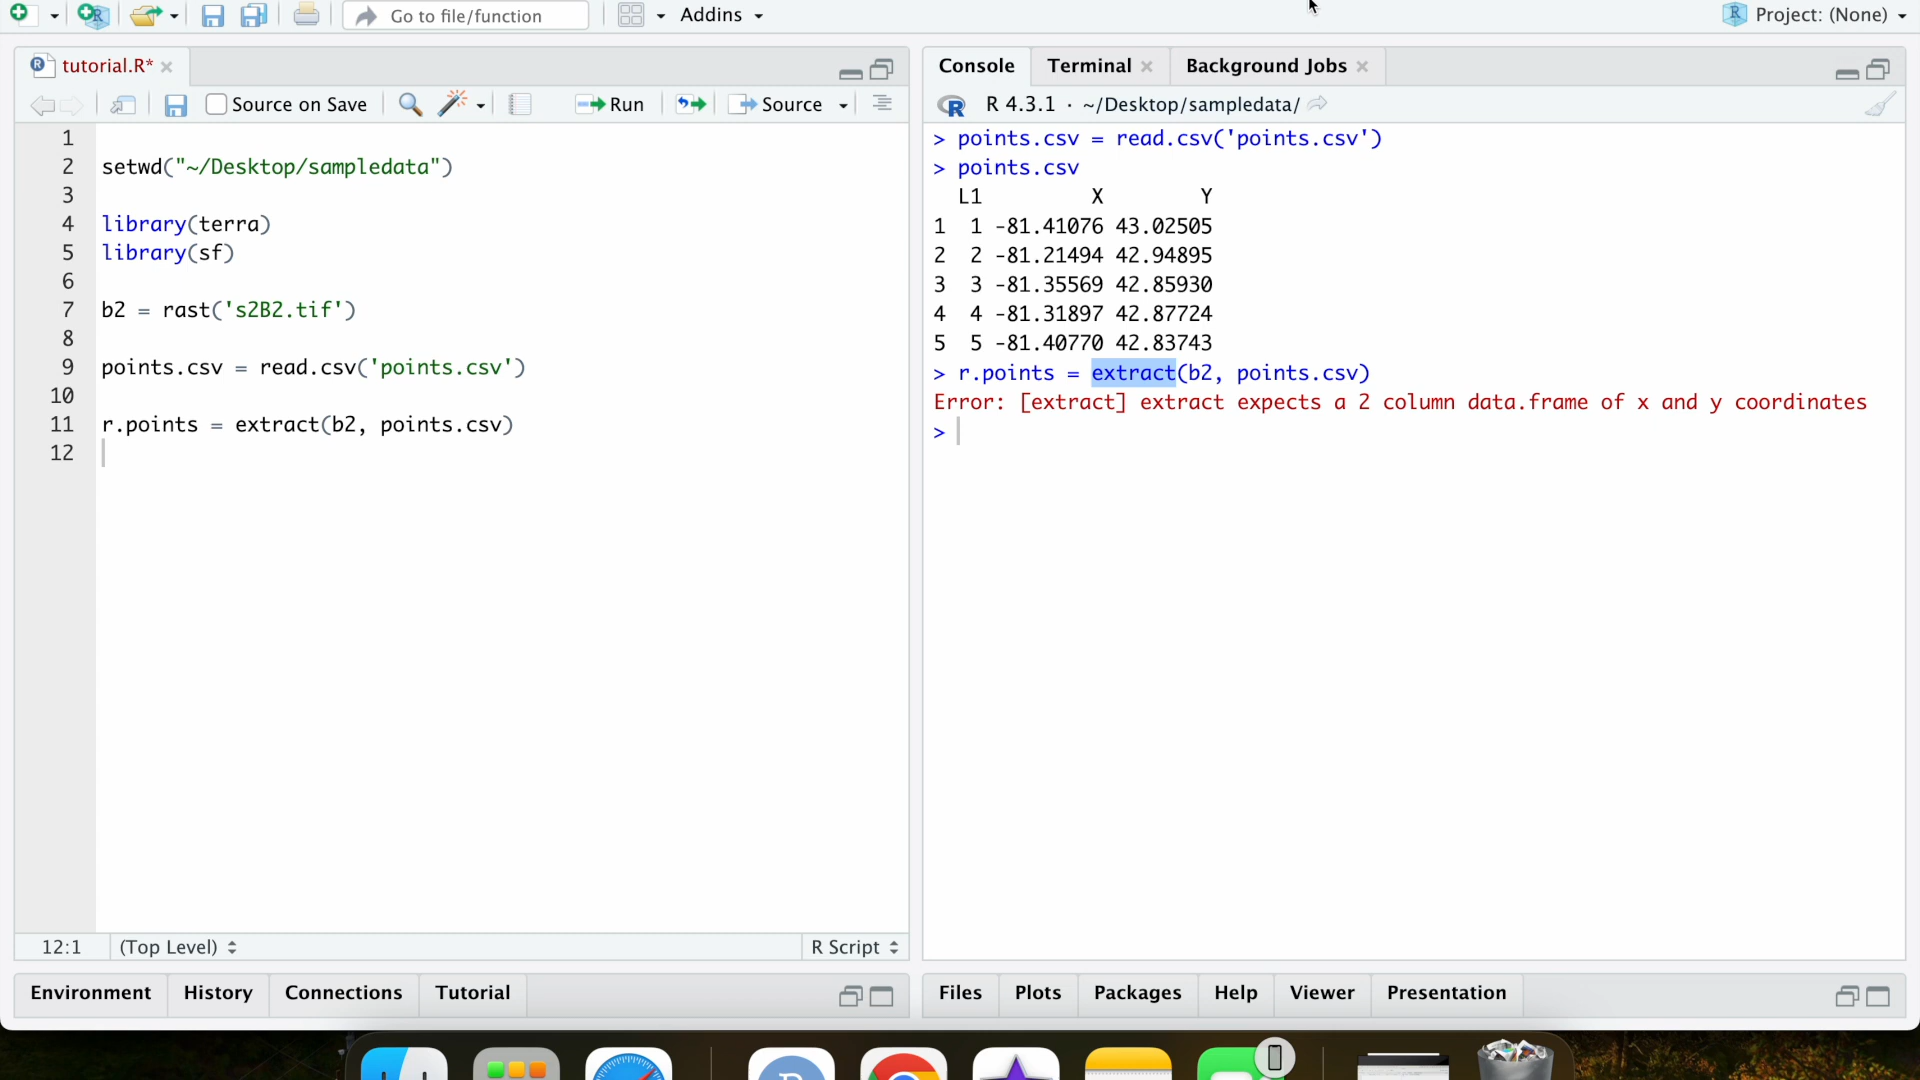 Go to file/function
Addins
Project: (None)
tutorial.R*
Source on Save
Run
Source
1
2 setwd("~/Desktop/sampledata")
3
4 library(terra)
5 library(sf)
6
7 b2 = rast('s2B2.tif')
8
9 points.csv = read.csv('points.csv')
10
11 r.points = extract(b2, points.csv)
12
12:1 (Top Level)
R Script
Environment History Connections Tutorial
Console Terminal Background Jobs
R 4.3.1 · ~/Desktop/sampledata/
> points.csv = read.csv('points.csv')
> points.csv
L1 X Y
1 1 -81.41076 43.02505
2 2 -81.21494 42.94895
3 3 -81.35569 42.85930
4 4 -81.31897 42.87724
5 5 -81.40770 42.83743
> r.points = extract(b2, points.csv)
Error: [extract] extract expects a 2 column data.frame of x and y coordinates
>
Files Plots Packages Help Viewer Presentation